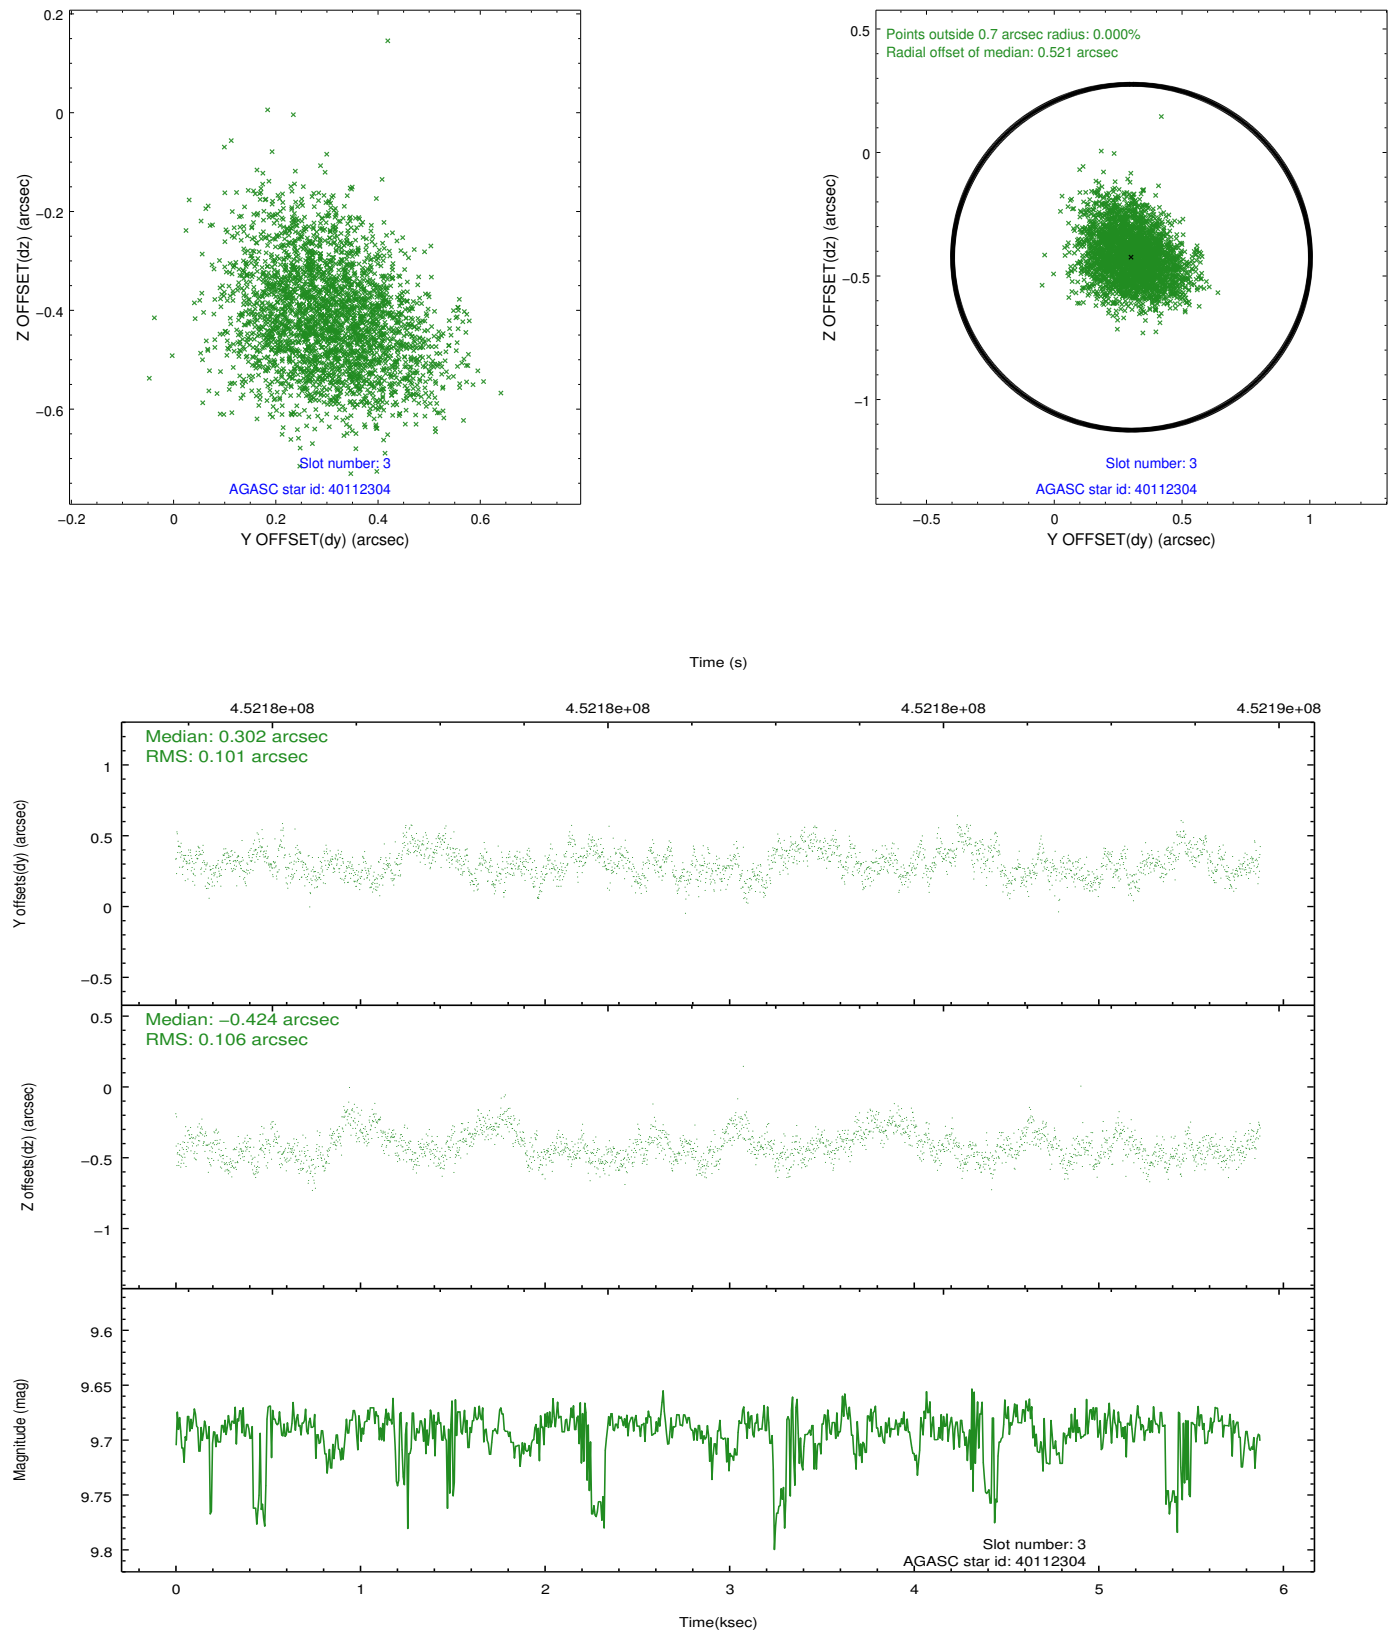 0.2
0
−0.2
−0.4
−0.6
Z OFFSET(dz) (arcsec)
Slot number: 3
AGASC star id: 40112304
−0.2 0 0.2 0.4 0.6
Y OFFSET(dy) (arcsec)
Points outside 0.7 arcsec radius: 0.000%
Radial offset of median: 0.521 arcsec
0.5
0
−0.5
−1
Z OFFSET(dz) (arcsec)
Slot number: 3
AGASC star id: 40112304
−0.5 0 0.5 1
Y OFFSET(dy) (arcsec)
Time (s)
4.5218e+08 4.5218e+08 4.5218e+08 4.5219e+08
Median: 0.302 arcsec
RMS: 0.101 arcsec
1
0.5
0
−0.5
Y offsets(dy) (arcsec)
Median: −0.424 arcsec
RMS: 0.106 arcsec
0.5
0
−0.5
−1
Z offsets(dz) (arcsec)
9.6
9.65
9.7
9.75
9.8
Magnitude (mag)
Slot number: 3
AGASC star id: 40112304
0 1 2 3 4 5 6
Time(ksec)